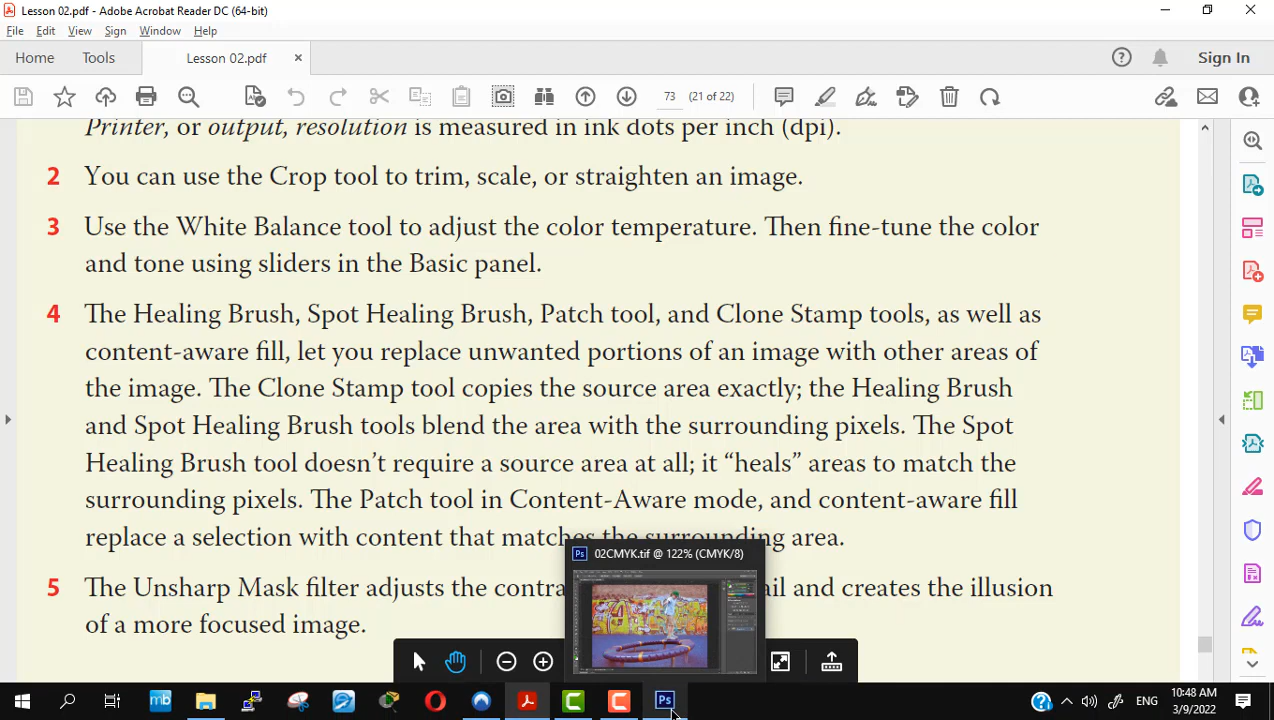 Lesson 02.pdf - Adobe Acrobat Reader DC (64-bit)
File Edit View Sign Window Help
Home Tools Lesson 02.pdf × Sign In
73 (21 of 22)
Printer, or output, resolution is measured in ink dots per inch (dpi).
2 You can use the Crop tool to trim, scale, or straighten an image.
3 Use the White Balance tool to adjust the color temperature. Then fine-tune the color
and tone using sliders in the Basic panel.
4 The Healing Brush, Spot Healing Brush, Patch tool, and Clone Stamp tools, as well as
content-aware fill, let you replace unwanted portions of an image with other areas of
the image. The Clone Stamp tool copies the source area exactly; the Healing Brush
and Spot Healing Brush tools blend the area with the surrounding pixels. The Spot
Healing Brush tool doesn't require a source area at all; it “heals” areas to match the
surrounding pixels. The Patch tool in Content-Aware mode, and content-aware fill
replace a selection with content that matches the surrounding area.
Ps 02CMYK.tif @ 122% (CMYK/8)
5 The Unsharp Mask filter adjusts the contra ail and creates the illusion
of a more focused image.
mb Ps ENG
10:48 AM
3/9/2022